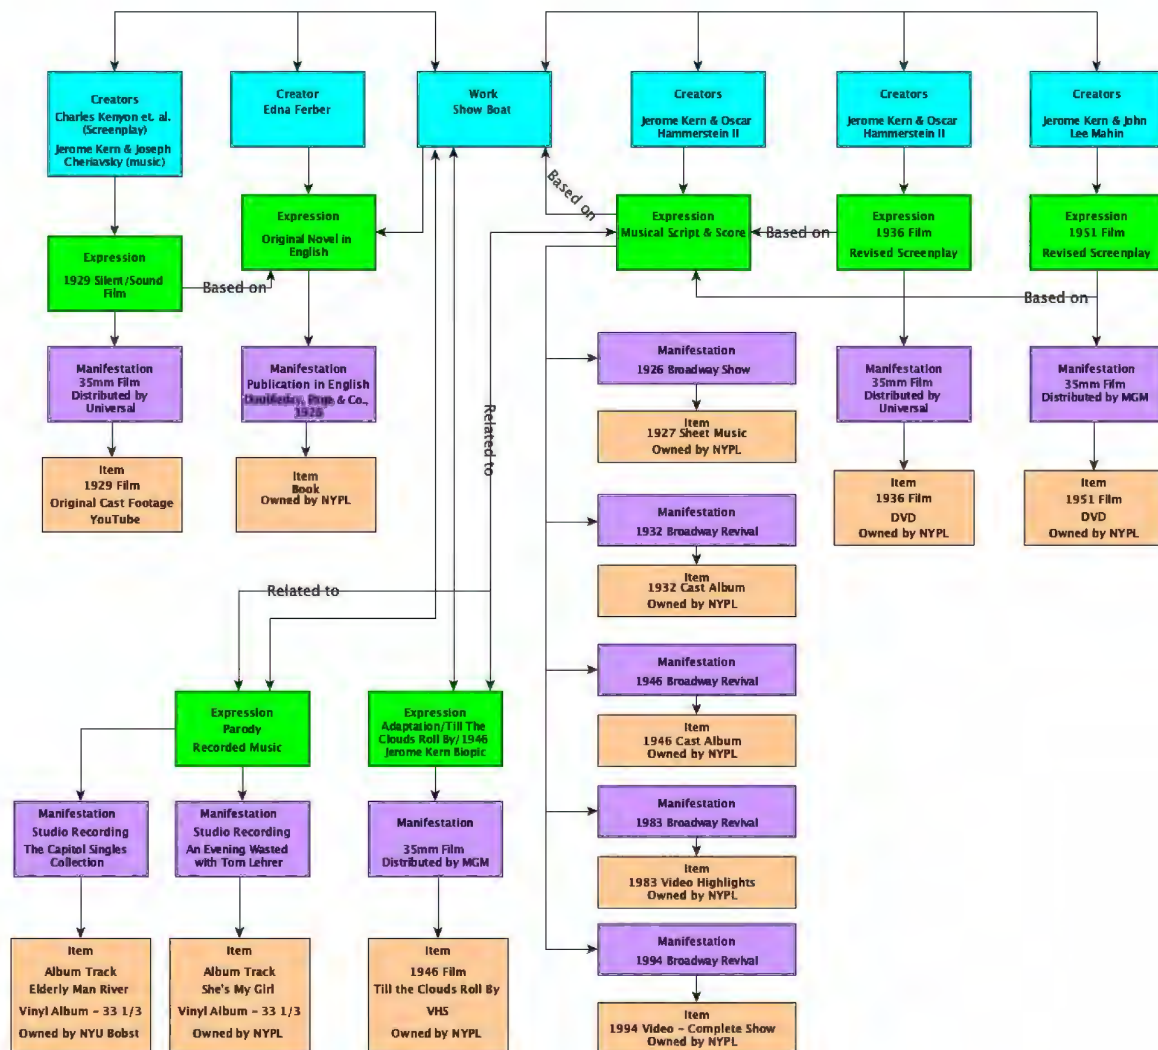 Creators
Charles Kenyon et. al.
(Screenplay)
Jerome Kern & Joseph
Cheriavsky (music)
Creator
Edna Ferber
Work
Show Boat
Creators
Jerome Kern & Oscar
Hammerstein II
Creators
Jerome Kern & Oscar
Hammerstein II
Creators
Jerome Kern & John
Lee Mahin
Based on
Expression
1929 Silent/Sound
Film
Based on
Expression
Original Novel in
English
Expression
Musical Script & Score
Based on
Expression
1936 Film
Revised Screenplay
Expression
1951 Film
Revised Screenplay
Based on
Manifestation
35mm Film
Distributed by
Universal
Manifestation
Publication in English
Doubleday, Page & Co.,
1926
Related to
Manifestation
1926 Broadway Show
Manifestation
35mm Film
Distributed by
Universal
Manifestation
35mm Film
Distributed by MGM
Item
1929 Film
Original Cast Footage
YouTube
Item
Book
Owned by NYPL
Item
1927 Sheet Music
Owned by NYPL
Item
1936 Film
DVD
Owned by NYPL
Item
1951 Film
DVD
Owned by NYPL
Manifestation
1932 Broadway Revival
Item
1932 Cast Album
Owned by NYPL
Related to
Manifestation
1946 Broadway Revival
Item
1946 Cast Album
Owned by NYPL
Expression
Parody
Recorded Music
Expression
Adaptation/Till The
Clouds Roll By/1946
Jerome Kern Biopic
Manifestation
1983 Broadway Revival
Item
1983 Video Highlights
Owned by NYPL
Manifestation
Studio Recording
The Capitol Singles
Collection
Manifestation
Studio Recording
An Evening Wasted
with Tom Lehrer
Manifestation
35mm Film
Distributed by MGM
Manifestation
1994 Broadway Revival
Item
1994 Video - Complete Show
Owned by NYPL
Item
Album Track
Elderly Man River
Vinyl Album - 33 1/3
Owned by NYU Bobst
Item
Album Track
She's My Girl
Vinyl Album - 33 1/3
Owned by NYPL
Item
1946 Film
Till the Clouds Roll By
VHS
Owned by NYPL